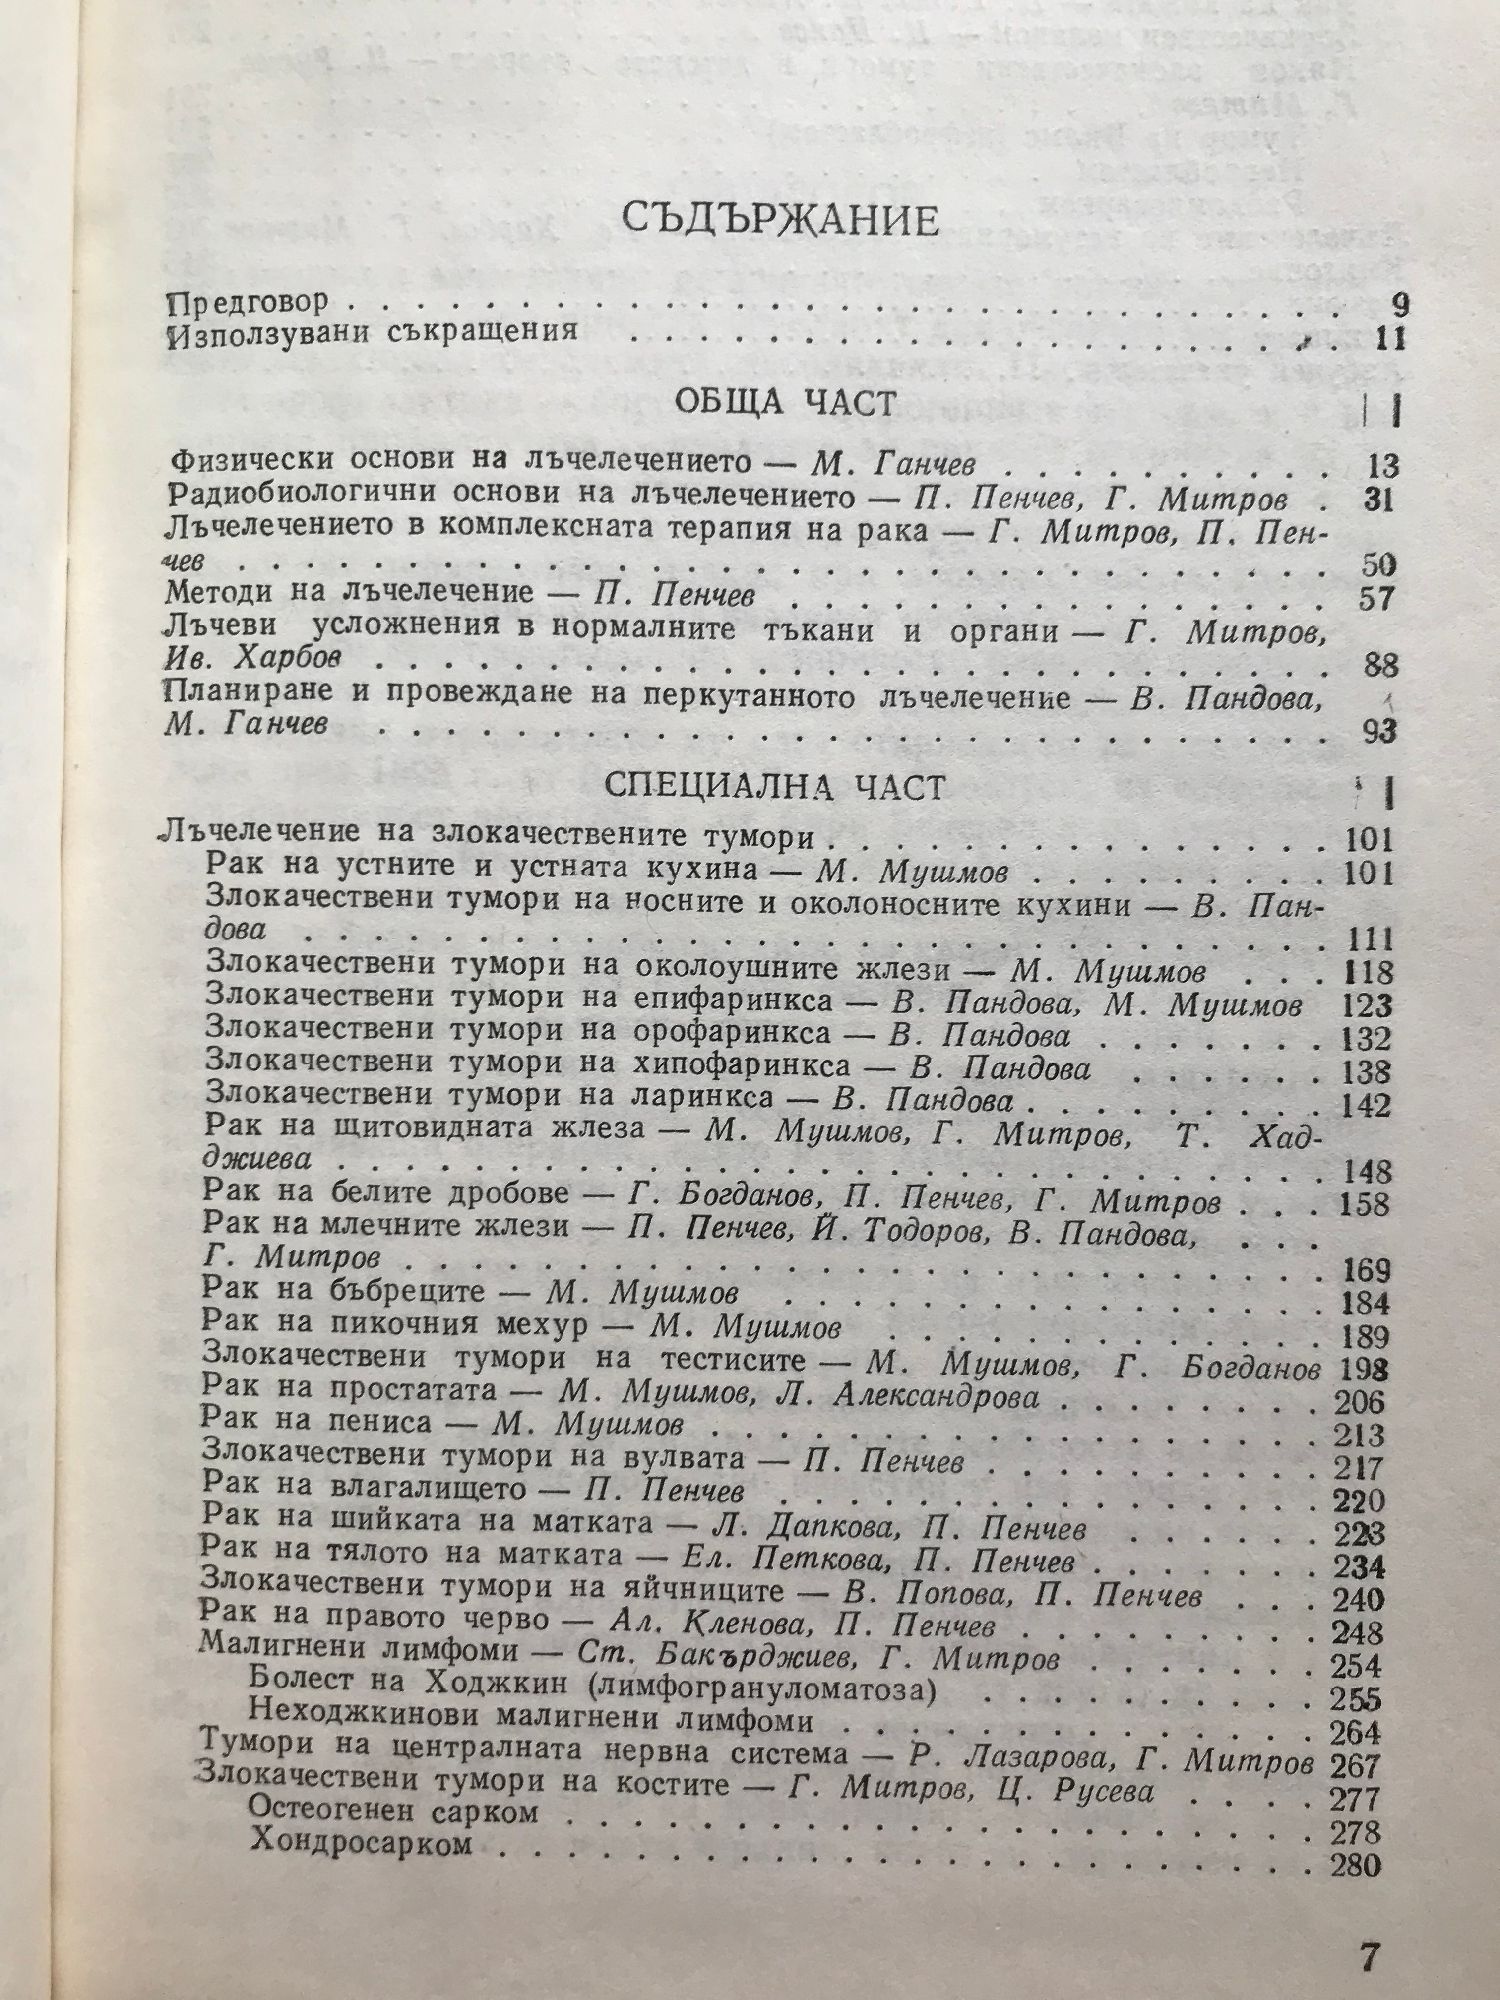 СЪДЪРЖАНИЕ
Предговор . . . . . . . . . . . . . . . . . . . . . . . . 9
Използувани съкращения . . . . . . . . . . . . . . . . . 11
ОБЩА ЧАСТ
Физически основи на лъчелечението — М. Ганчев . . . . . . . . . . 13
Радиобиологични основи на лъчелечението — П. Пенчев, Г. Митров . 31
Лъчелечението в комплексната терапия на рака — Г. Митров, П. Пен-
чев . . . . . . . . . . . . . . . . . . . . . . . . . . . 50
Методи на лъчелечение — П. Пенчев . . . . . . . . . . . . . . . . 57
Лъчеви усложнения в нормалните тъкани и органи — Г. Митров,
Ив. Харбов . . . . . . . . . . . . . . . . . . . . . . . . 88
Планиране и провеждане на перкутанното лъчелечение — В. Пандова,
М. Ганчев . . . . . . . . . . . . . . . . . . . . . . . . 93
СПЕЦИАЛНА ЧАСТ
Лъчелечение на злокачествените тумори . . . . . . . . . . . . . . . 101
Рак на устните и устната кухина — М. Мушмов . . . . . . . . . 101
Злокачествени тумори на носните и околоносните кухини — В. Пан-
дова . . . . . . . . . . . . . . . . . . . . . . . . . . 111
Злокачествени тумори на околоушните жлези — М. Мушмов . . . 118
Злокачествени тумори на епифаринкса — В. Пандова, М. Мушмов 123
Злокачествени тумори на орофаринкса — В. Пандова . . . . . . . 132
Злокачествени тумори на хипофаринкса — В. Пандова . . . . . . 138
Злокачествени тумори на ларинкса — В. Пандова . . . . . . . . . 142
Рак на щитовидната жлеза — М. Мушмов, Г. Митров, Т. Хад-
джиева . . . . . . . . . . . . . . . . . . . . . . . . . 148
Рак на белите дробове — Г. Богданов, П. Пенчев, Г. Митров . . . 158
Рак на млечните жлези — П. Пенчев, Й. Тодоров, В. Пандова, . . .
Г. Митров . . . . . . . . . . . . . . . . . . . . . . . . 169
Рак на бъбреците — М. Мушмов . . . . . . . . . . . . . . . . 184
Рак на пикочния мехур — М. Мушмов . . . . . . . . . . . . . 189
Злокачествени тумори на тестисите — М. Мушмов, Г. Богданов 198
Рак на простатата — М. Мушмов, Л. Александрова . . . . . . . . 206
Рак на пениса — М. Мушмов . . . . . . . . . . . . . . . . . . 213
Злокачествени тумори на вулвата — П. Пенчев . . . . . . . . . . 217
Рак на влагалището — П. Пенчев . . . . . . . . . . . . . . . . 220
Рак на шийката на матката — Л. Дапкова, П. Пенчев . . . . . . 223
Рак на тялото на матката — Ел. Петкова, П. Пенчев . . . . . . . 234
Злокачествени тумори на яйчниците — В. Попова, П. Пенчев . . . 240
Рак на правото черво — Ал. Кленова, П. Пенчев . . . . . . . . . 248
Малигнени лимфоми — Ст. Бакърджиев, Г. Митров . . . . . . . 254
Болест на Ходжкин (лимфогрануломатоза) . . . . . . . . . . 255
Неходжкинови малигнени лимфоми . . . . . . . . . . . . . . 264
Тумори на централната нервна система — Р. Лазарова, Г. Митров 267
Злокачествени тумори на костите — Г. Митров, Ц. Русева . . . . 277
Остеогенен сарком . . . . . . . . . . . . . . . . . . . . . . 278
Хондросарком . . . . . . . . . . . . . . . . . . . . . . . . 280
7